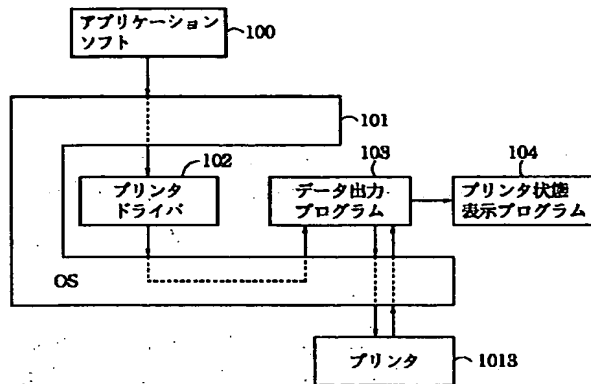 アプリケーション
ソフト
100
101
102
プリンタ
ドライバ
103
データ出力
プログラム
104
プリンタ状態
表示プログラム
OS
プリンタ
1013